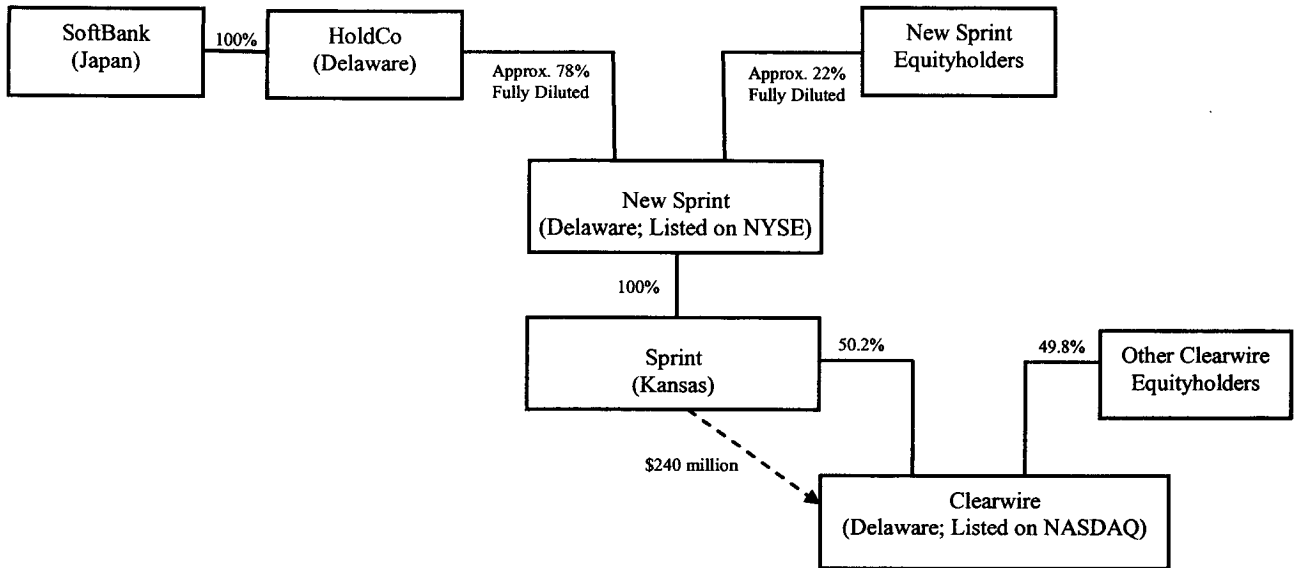 SoftBank
(Japan)
100%
HoldCo
(Delaware)
Approx. 78%
Fully Diluted
Approx. 22%
Fully Diluted
New Sprint
Equityholders
New Sprint
(Delaware; Listed on NYSE)
100%
Sprint
(Kansas)
50.2%
49.8%
Other Clearwire
Equityholders
$240 million
Clearwire
(Delaware; Listed on NASDAQ)